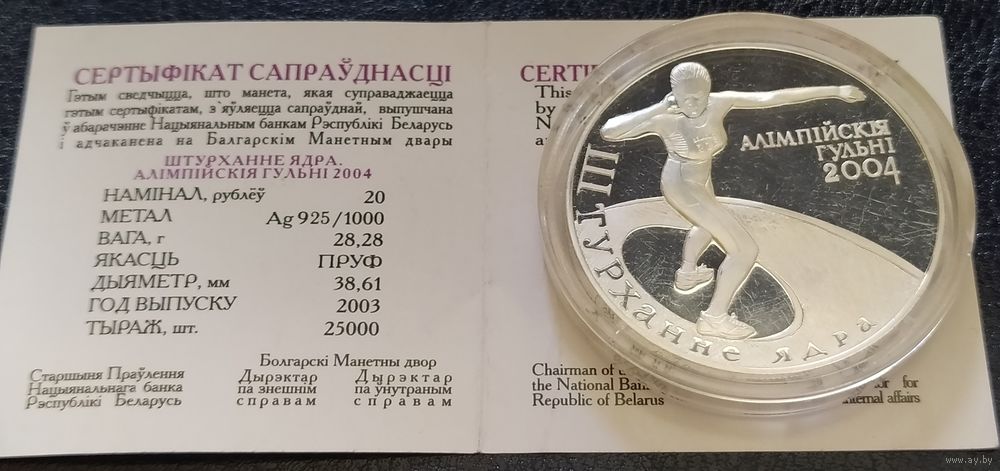 СЕРТЫФІКАТ САПРАЎДНАСЦІ
Гэтым сведчыцца, што манета, якая суправаджаецца
гэтым сертыфікатам, з'яўляецца сапраўднай, выпушчана
ў абарачэнне Нацыянальным банкам Рэспублікі Беларусь
і адчаканена на Балгарскім Манетным двары
ШТУРХАННЕ ЯДРА.
АЛІМПІЙСКІЯ ГУЛЬНІ 2004
НАМІНАЛ, рублёў 20
МЕТАЛ Ag 925/1000
ВАГА, г 28,28
ЯКАСЦЬ ПРУФ
ДЫЯМЕТР, мм 38,61
ГОД ВЫПУСКУ 2003
ТЫРАЖ, шт. 25000
Болгарскі Манетны двор
Старшыня Праўлення
Нацыянальнага банка
Рэспублікі Беларусь
Дырэктар
па знешнім
справам
Дырэктар
па унутраным
справам
This
by
Chairman of
the National
Republic of Belarus
for
affairs
АЛІМПІЙСКІЯ
ГУЛЬНІ
2004
ШТУРХАННЕ ЯДРА
www.ay.by